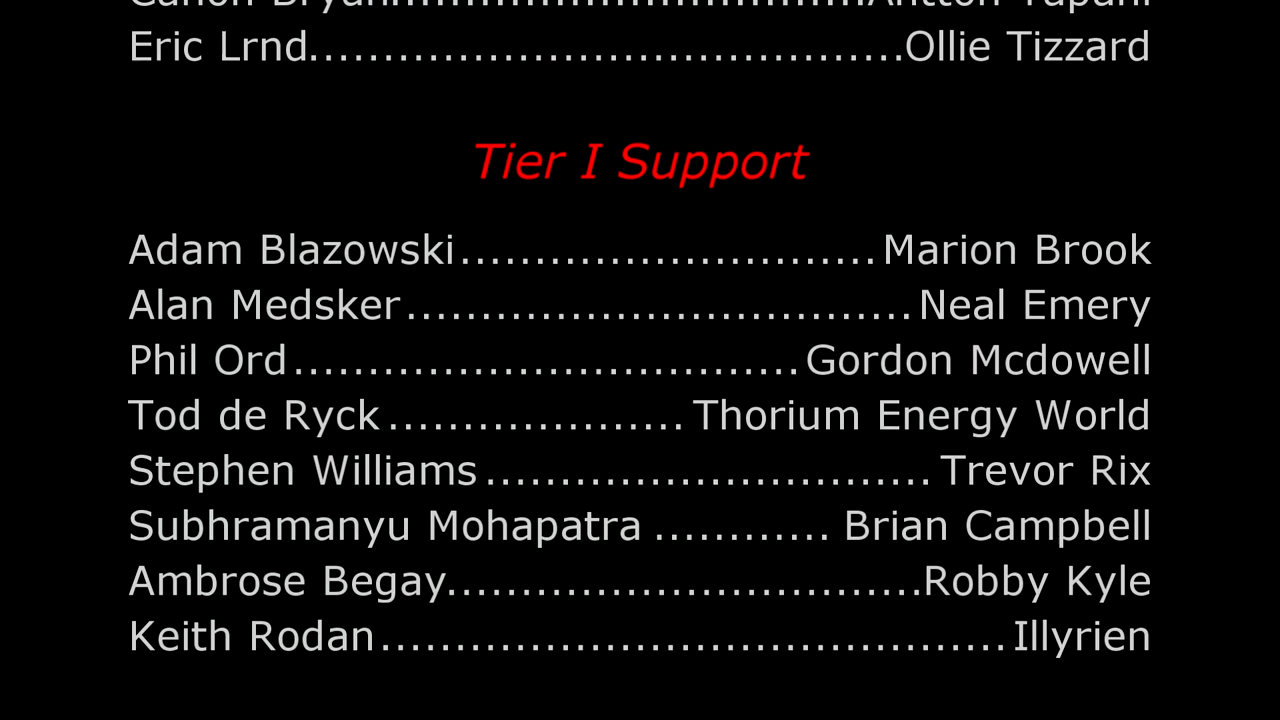 Eric Lrnd........................................Ollie Tizzard
Tier I Support
Adam Blazowski............................Marion Brook
Alan Medsker..................................Neal Emery
Phil Ord..................................Gordon Mcdowell
Tod de Ryck.................... Thorium Energy World
Stephen Williams.............................. Trevor Rix
Subhramanyu Mohapatra ............ Brian Campbell
Ambrose Begay................................Robby Kyle
Keith Rodan..........................................Illyrien